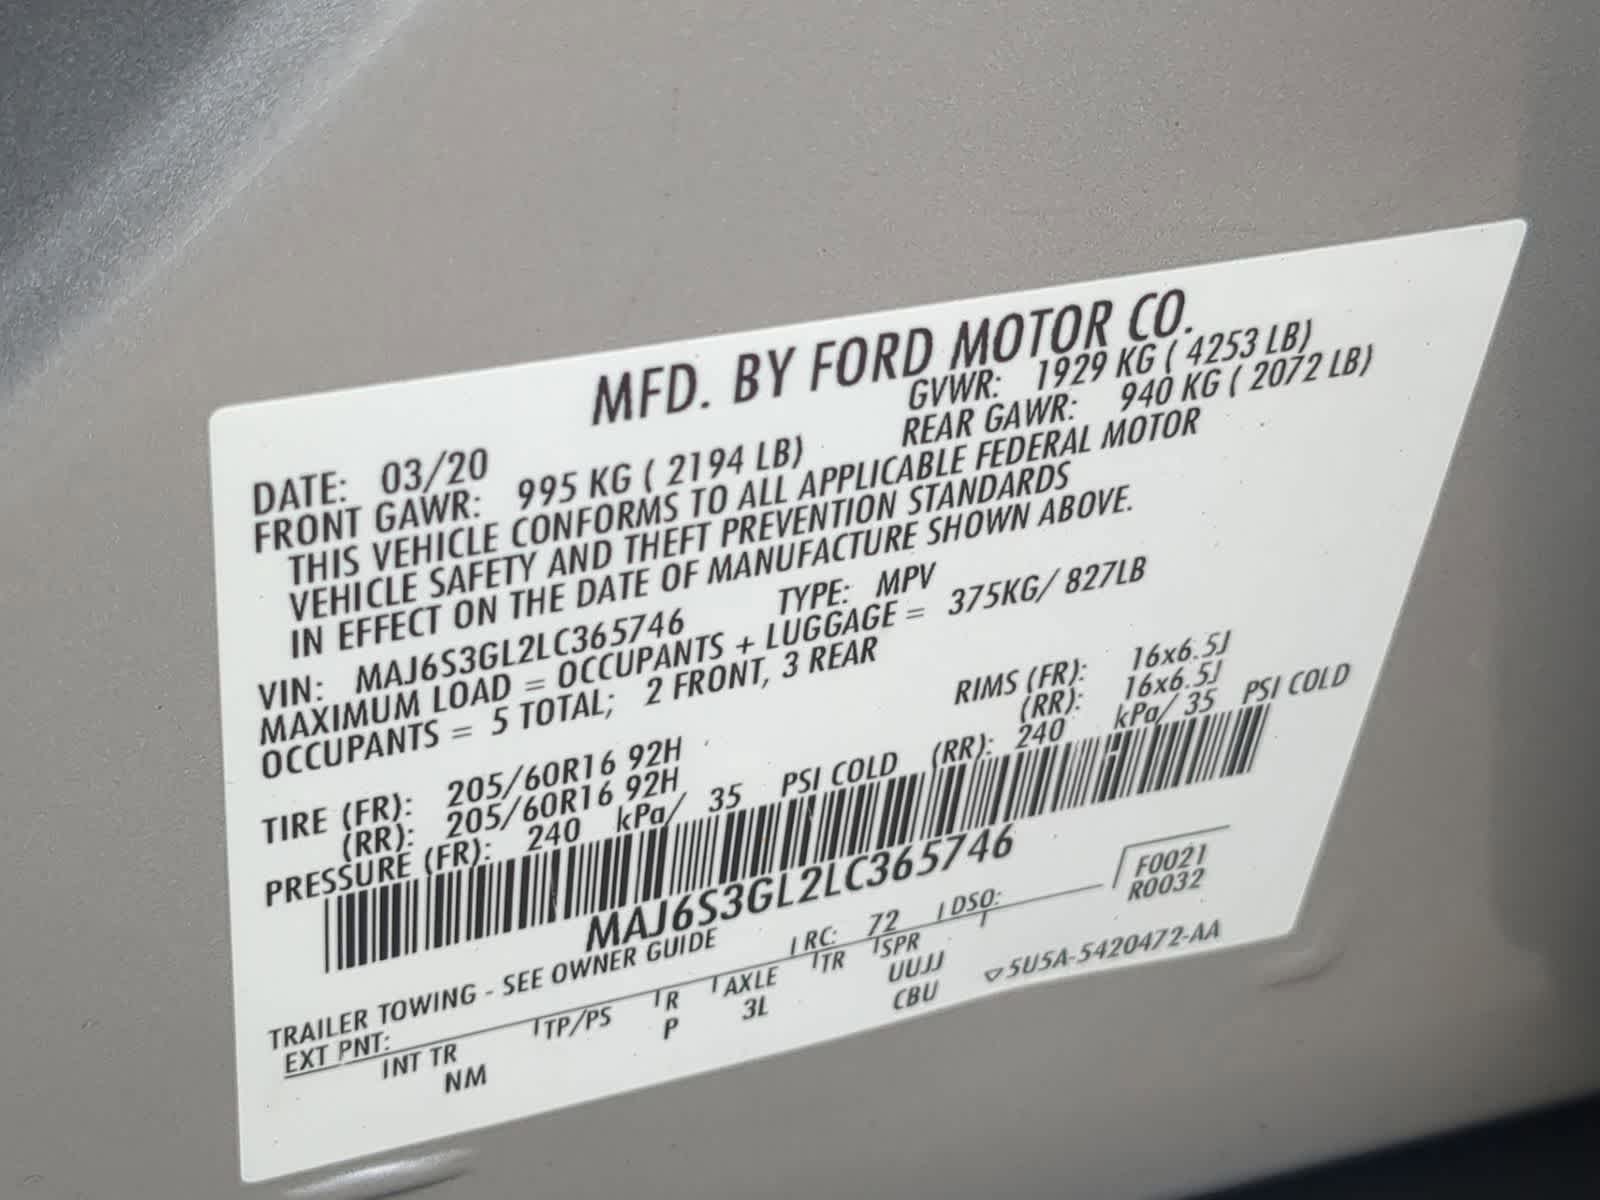 MFD. BY FORD MOTOR CO.
DATE: 03/20 GVWR: 1929 KG ( 4253 LB)
FRONT GAWR: 995 KG ( 2194 LB) REAR GAWR: 940 KG ( 2072 LB)
THIS VEHICLE CONFORMS TO ALL APPLICABLE FEDERAL MOTOR
VEHICLE SAFETY AND THEFT PREVENTION STANDARDS
IN EFFECT ON THE DATE OF MANUFACTURE SHOWN ABOVE.
VIN: MAJ6S3GL2LC365746 TYPE: MPV
MAXIMUM LOAD = OCCUPANTS + LUGGAGE = 375KG/ 827LB
OCCUPANTS = 5 TOTAL; 2 FRONT, 3 REAR
TIRE (FR): 205/60R16 92H RIMS (FR): 16x6.5J
(RR): 205/60R16 92H (RR): 16x6.5J
PRESSURE (FR): 240 kPa/ 35 PSI COLD (RR): 240 kPa/ 35 PSI COLD
MAJ6S3GL2LC365746
F0021
R0032
TRAILER TOWING - SEE OWNER GUIDE
EXT PNT: RC: 72 DSO:
INT TR TP/PS R AXLE TR SPR
NM P 3L UUJJ
CBU
▽5U5A-5420472-AA